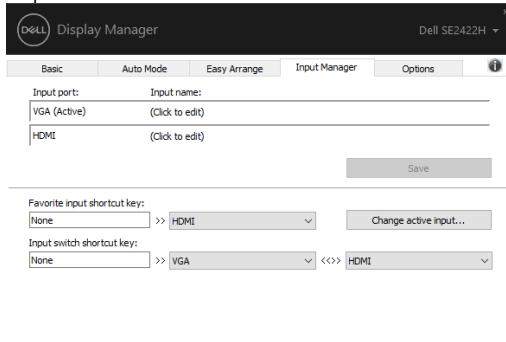 DELL Display Manager Dell SE2422H
Basic Auto Mode Easy Arrange Input Manager Options
Input port: Input name:
VGA (Active) (Click to edit)
HDMI (Click to edit)
Save
Favorite input shortcut key:
None >> HDMI Change active input...
Input switch shortcut key:
None >> VGA <<>> HDMI